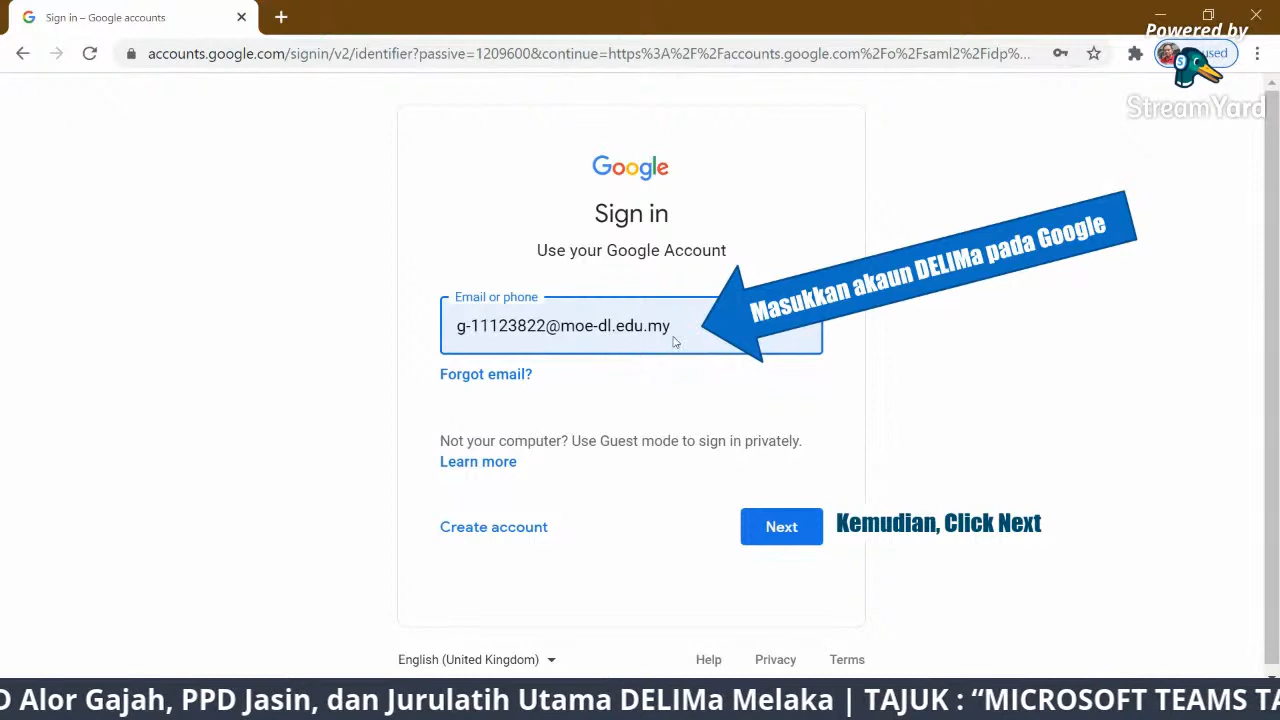 Sign in – Google accounts
Powered by
accounts.google.com/signin/v2/identifier?passive=1209600&continue=https%3A%2F%2Faccounts.google.com%2Fo%2Fsaml2%2Fidp%...
StreamYard
Google
Sign in
Use your Google Account
Masukkan akaun DELIMa pada Google
Email or phone
g-11123822@moe-dl.edu.my
Forgot email?
Not your computer? Use Guest mode to sign in privately.
Learn more
Create account
Next
Kemudian, Click Next
English (United Kingdom)
Help
Privacy
Terms
D Alor Gajah, PPD Jasin, dan Jurulatih Utama DELIMa Melaka | TAJUK : “MICROSOFT TEAMS TA